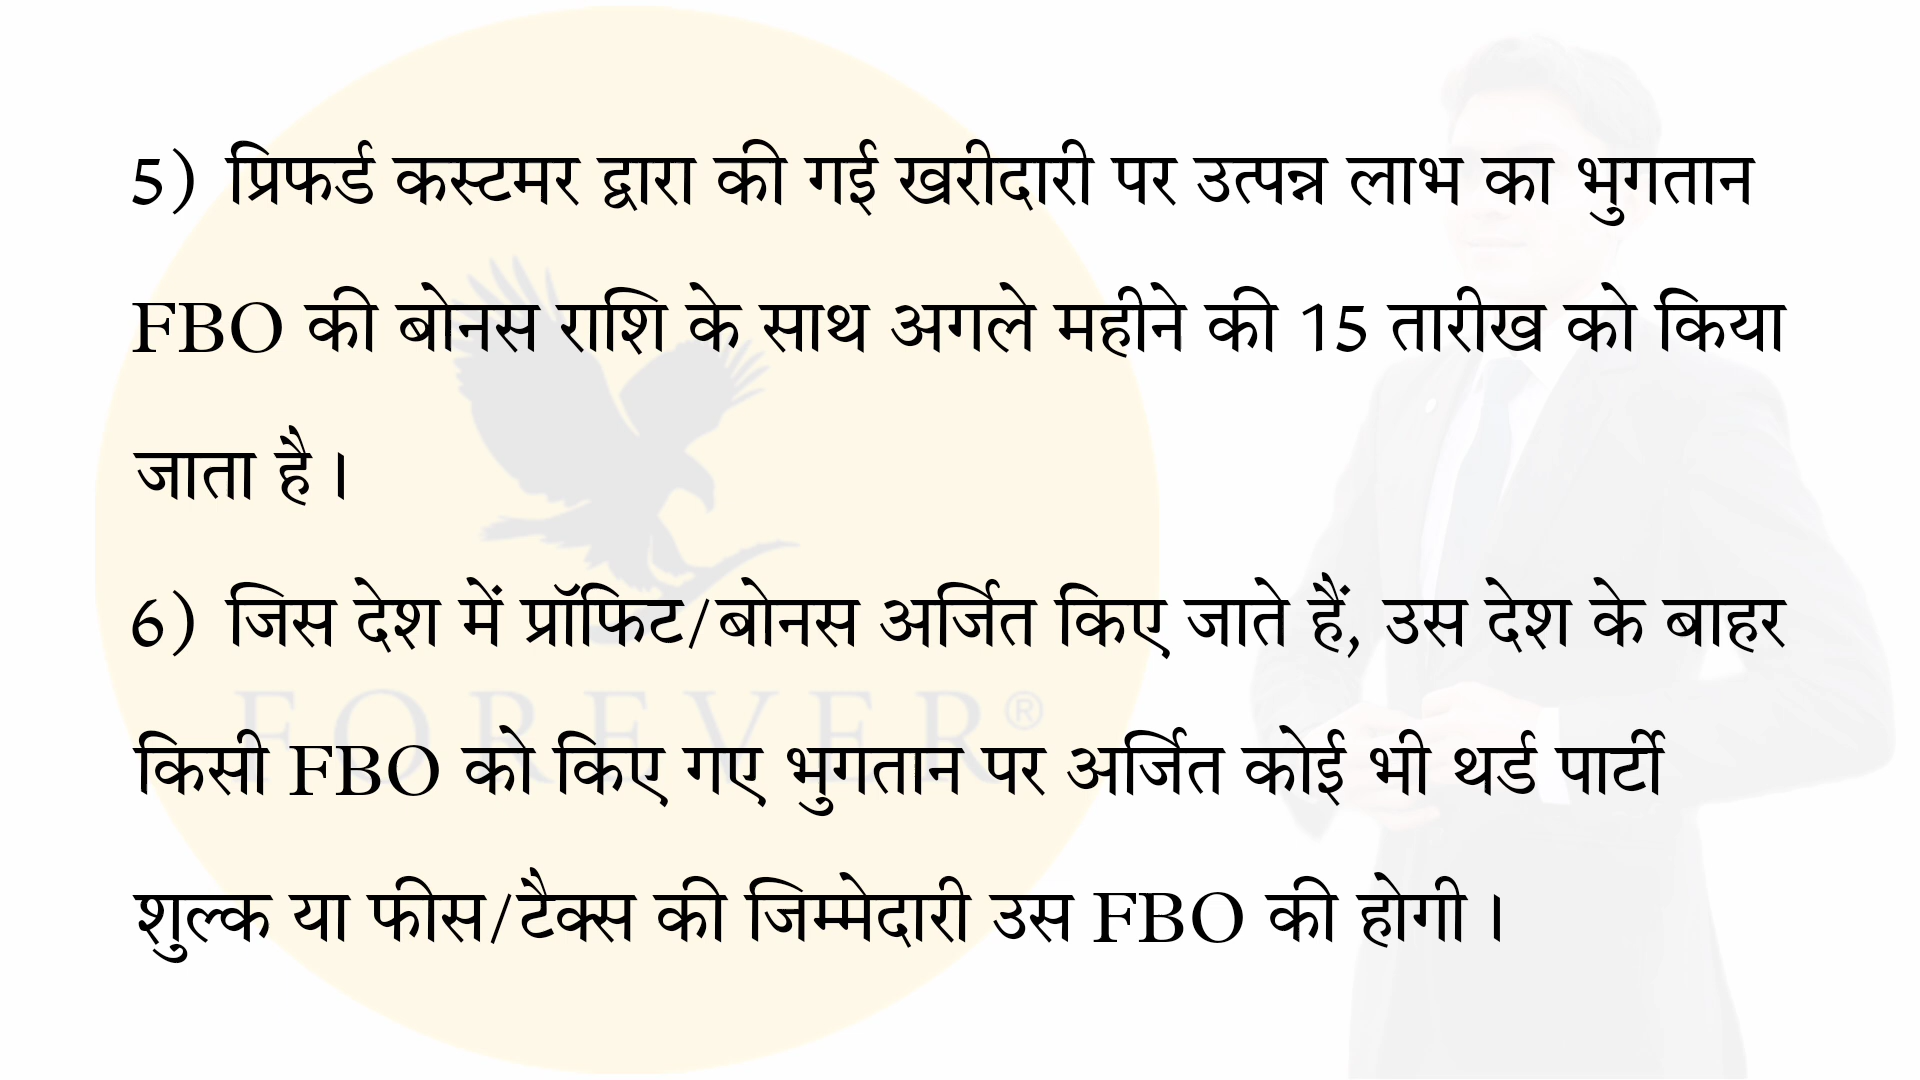 5) प्रिफर्ड कस्टमर द्वारा की गई खरीदारी पर उत्पन्न लाभ का भुगतान
FBO की बोनस राशि के साथ अगले महीने की 15 तारीख को किया
जाता है।
6) जिस देश में प्रॉफिट/बोनस अर्जित किए जाते हैं, उस देश के बाहर
किसी FBO को किए गए भुगतान पर अर्जित कोई भी थर्ड पार्टी
शुल्क या फीस/टैक्स की जिम्मेदारी उस FBO की होगी।
FOREVER®